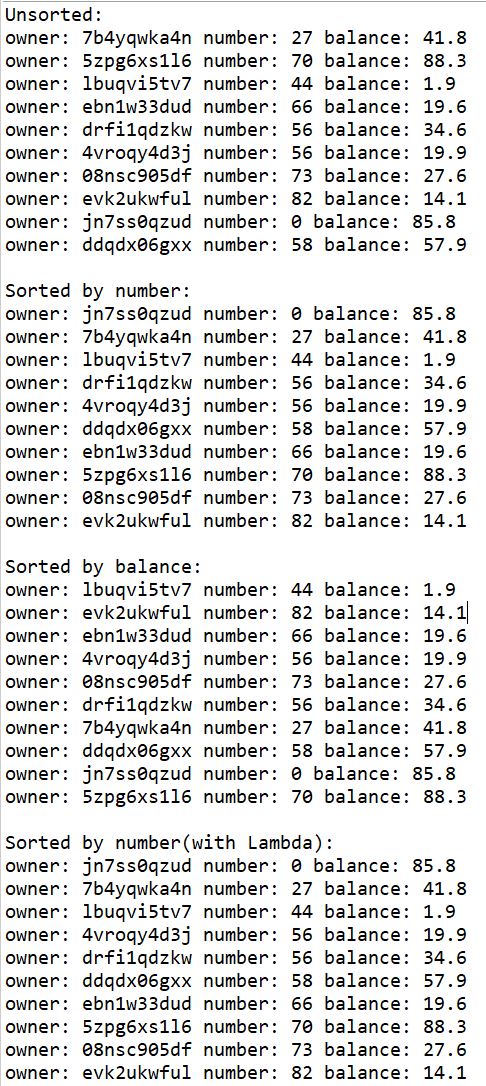 Unsorted:
owner: 7b4yqwka4n number: 27 balance: 41.8
owner: 5zpg6xs1l6 number: 70 balance: 88.3
owner: lbuqvi5tv7 number: 44 balance: 1.9
owner: ebn1w33dud number: 66 balance: 19.6
owner: drfi1qdzkw number: 56 balance: 34.6
owner: 4vroqy4d3j number: 56 balance: 19.9
owner: 08nsc905df number: 73 balance: 27.6
owner: evk2ukwful number: 82 balance: 14.1
owner: jn7ss0qzud number: 0 balance: 85.8
owner: ddqdx06gxx number: 58 balance: 57.9

Sorted by number:
owner: jn7ss0qzud number: 0 balance: 85.8
owner: 7b4yqwka4n number: 27 balance: 41.8
owner: lbuqvi5tv7 number: 44 balance: 1.9
owner: drfi1qdzkw number: 56 balance: 34.6
owner: 4vroqy4d3j number: 56 balance: 19.9
owner: ddqdx06gxx number: 58 balance: 57.9
owner: ebn1w33dud number: 66 balance: 19.6
owner: 5zpg6xs1l6 number: 70 balance: 88.3
owner: 08nsc905df number: 73 balance: 27.6
owner: evk2ukwful number: 82 balance: 14.1

Sorted by balance:
owner: lbuqvi5tv7 number: 44 balance: 1.9
owner: evk2ukwful number: 82 balance: 14.1
owner: ebn1w33dud number: 66 balance: 19.6
owner: 4vroqy4d3j number: 56 balance: 19.9
owner: 08nsc905df number: 73 balance: 27.6
owner: drfi1qdzkw number: 56 balance: 34.6
owner: 7b4yqwka4n number: 27 balance: 41.8
owner: ddqdx06gxx number: 58 balance: 57.9
owner: jn7ss0qzud number: 0 balance: 85.8
owner: 5zpg6xs1l6 number: 70 balance: 88.3

Sorted by number(with Lambda):
owner: jn7ss0qzud number: 0 balance: 85.8
owner: 7b4yqwka4n number: 27 balance: 41.8
owner: lbuqvi5tv7 number: 44 balance: 1.9
owner: 4vroqy4d3j number: 56 balance: 19.9
owner: drfi1qdzkw number: 56 balance: 34.6
owner: ddqdx06gxx number: 58 balance: 57.9
owner: ebn1w33dud number: 66 balance: 19.6
owner: 5zpg6xs1l6 number: 70 balance: 88.3
owner: 08nsc905df number: 73 balance: 27.6
owner: evk2ukwful number: 82 balance: 14.1